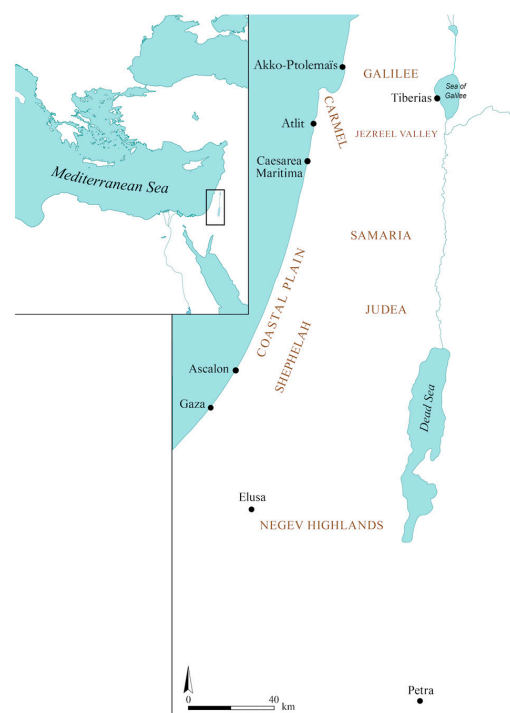 Akko-Ptolemaïs
GALILEE
Sea of
Galilee
Tiberias
CARMEL
Atlit
JEZREEL VALLEY
Caesarea
Maritima
Mediterranean Sea
SAMARIA
COASTAL PLAIN
JUDEA
SHEPHELAH
Ascalon
Gaza
Dead Sea
Elusa
NEGEV HIGHLANDS
Petra
0 40
km